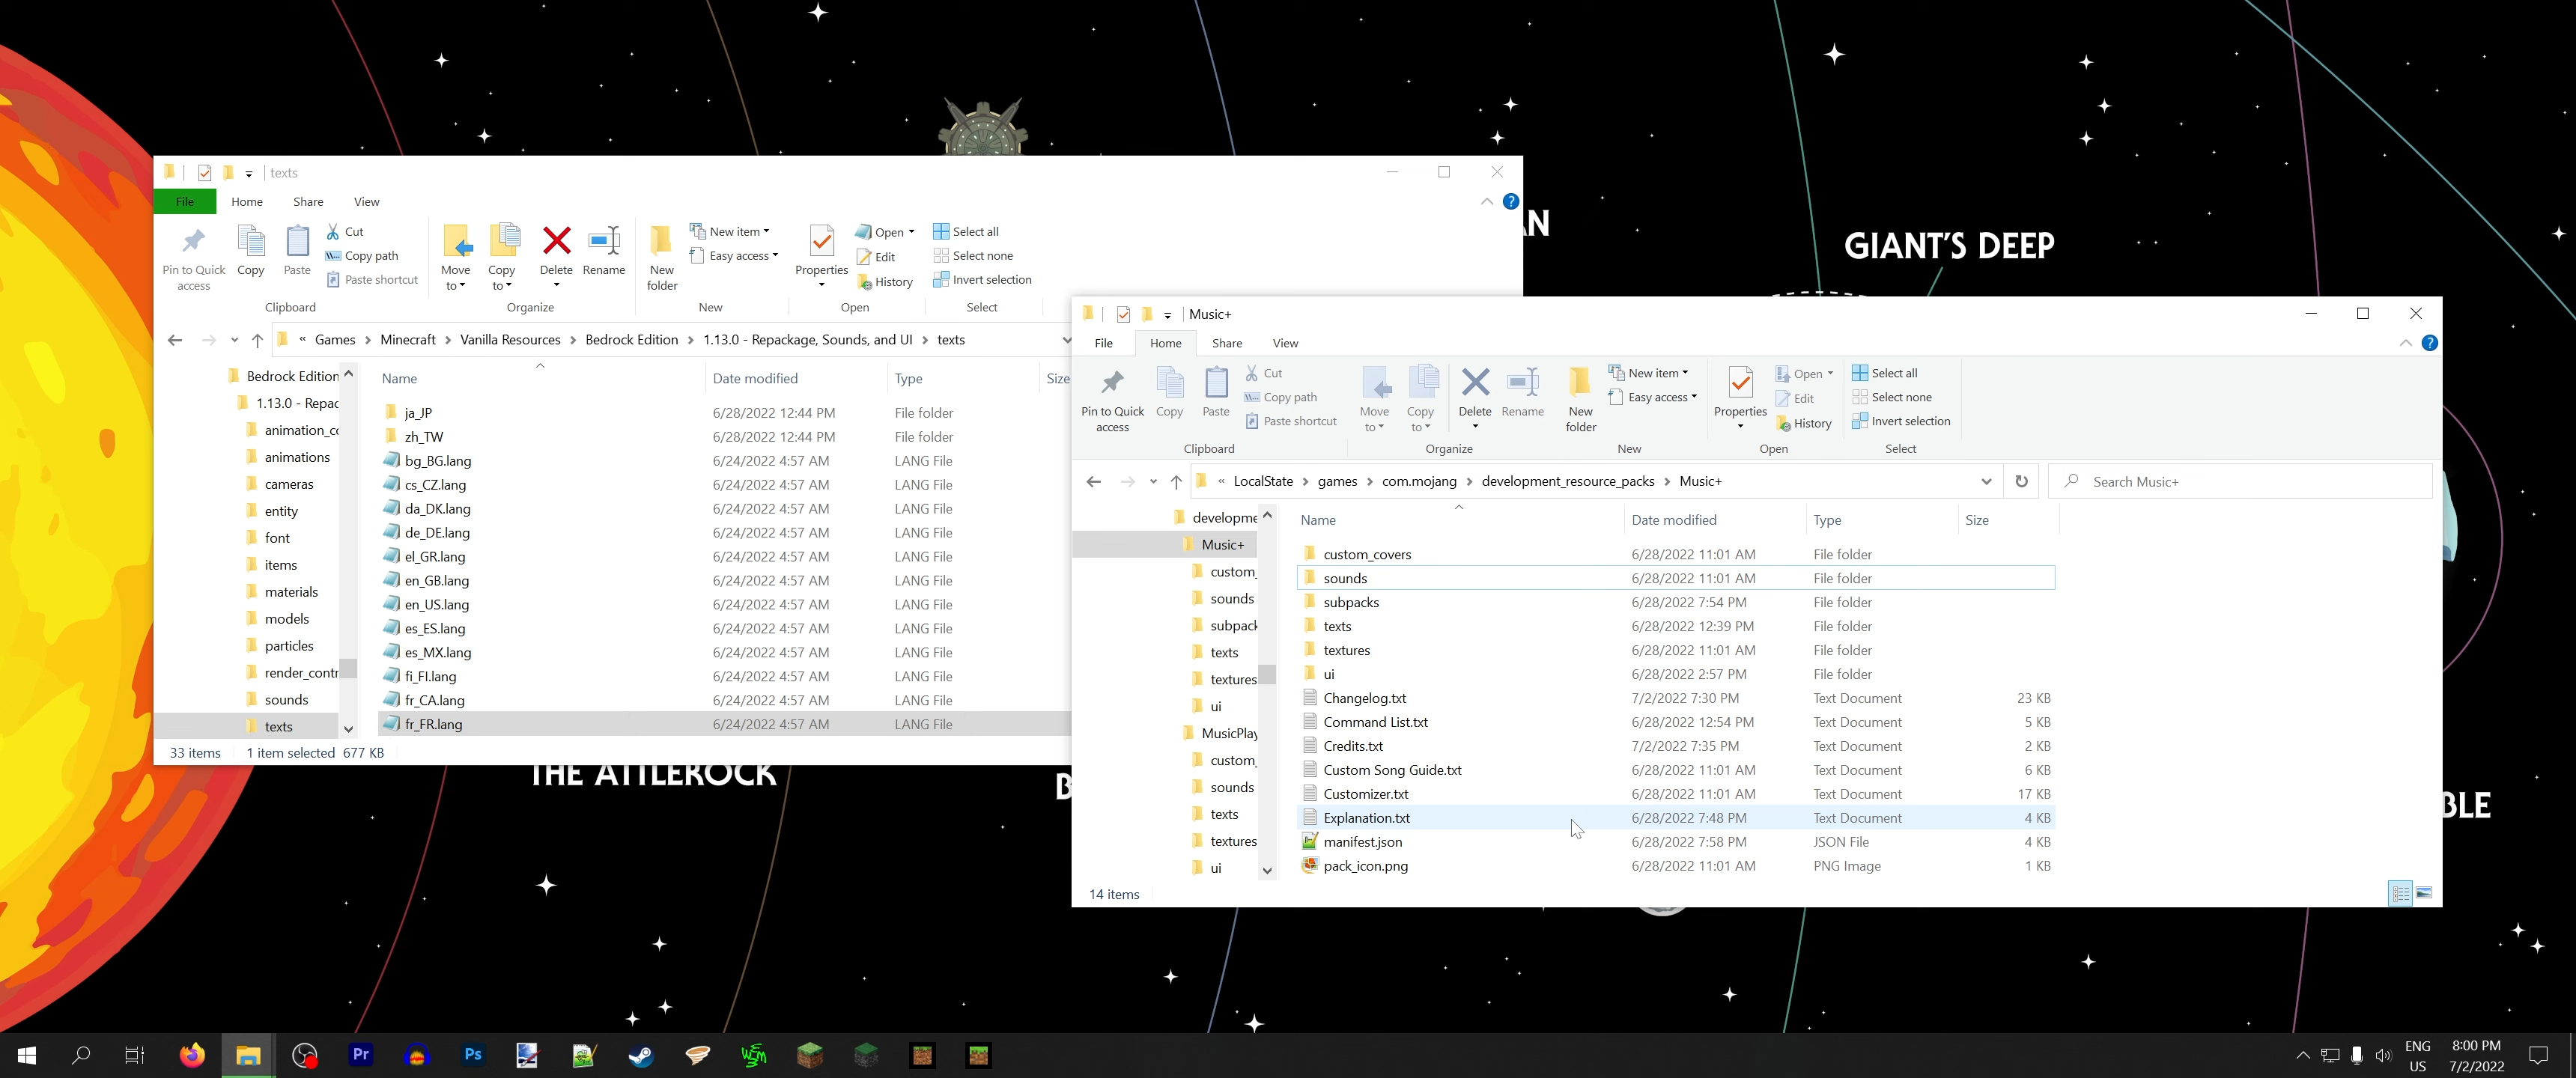 texts
File Home Share View
Pin to Quick access
Copy
Paste
Cut
Copy path
Paste shortcut
Clipboard
Move to
Copy to
Delete
Rename
Organize
New folder
New item
Easy access
New
Properties
Open
Edit
History
Open
Select all
Select none
Invert selection
Select
« Games Minecraft Vanilla Resources Bedrock Edition 1.13.0 - Repackage, Sounds, and UI texts
Bedrock Edition
1.13.0 - Repac
animation_co
animations
cameras
entity
font
items
materials
models
particles
render_contr
sounds
texts
Name Date modified Type Size
ja_JP 6/28/2022 12:44 PM File folder
zh_TW 6/28/2022 12:44 PM File folder
bg_BG.lang 6/24/2022 4:57 AM LANG File
cs_CZ.lang 6/24/2022 4:57 AM LANG File
da_DK.lang 6/24/2022 4:57 AM LANG File
de_DE.lang 6/24/2022 4:57 AM LANG File
el_GR.lang 6/24/2022 4:57 AM LANG File
en_GB.lang 6/24/2022 4:57 AM LANG File
en_US.lang 6/24/2022 4:57 AM LANG File
es_ES.lang 6/24/2022 4:57 AM LANG File
es_MX.lang 6/24/2022 4:57 AM LANG File
fi_FI.lang 6/24/2022 4:57 AM LANG File
fr_CA.lang 6/24/2022 4:57 AM LANG File
fr_FR.lang 6/24/2022 4:57 AM LANG File
33 items 1 item selected 677 KB
THE ATTLEROCK
GIANT'S DEEP
Music+
File Home Share View
Pin to Quick access
Copy
Paste
Cut
Copy path
Paste shortcut
Clipboard
Move to
Copy to
Delete
Rename
Organize
New folder
New item
Easy access
New
Properties
Open
Edit
History
Open
Select all
Select none
Invert selection
Select
« LocalState games com.mojang development_resource_packs Music+
Search Music+
developme
Music+
custom_
sounds
subpack
texts
textures
ui
MusicPlay
custom_
sounds
texts
textures
ui
Name Date modified Type Size
custom_covers 6/28/2022 11:01 AM File folder
sounds 6/28/2022 11:01 AM File folder
subpacks 6/28/2022 7:54 PM File folder
texts 6/28/2022 12:39 PM File folder
textures 6/28/2022 11:01 AM File folder
ui 6/28/2022 2:57 PM File folder
Changelog.txt 7/2/2022 7:30 PM Text Document 23 KB
Command List.txt 6/28/2022 12:54 PM Text Document 5 KB
Credits.txt 7/2/2022 7:35 PM Text Document 2 KB
Custom Song Guide.txt 6/28/2022 11:01 AM Text Document 6 KB
Customizer.txt 6/28/2022 11:01 AM Text Document 17 KB
Explanation.txt 6/28/2022 7:48 PM Text Document 4 KB
manifest.json 6/28/2022 7:58 PM JSON File 4 KB
pack_icon.png 6/28/2022 11:01 AM PNG Image 1 KB
14 items
Pr
Ps
ENG
US
8:00 PM
7/2/2022